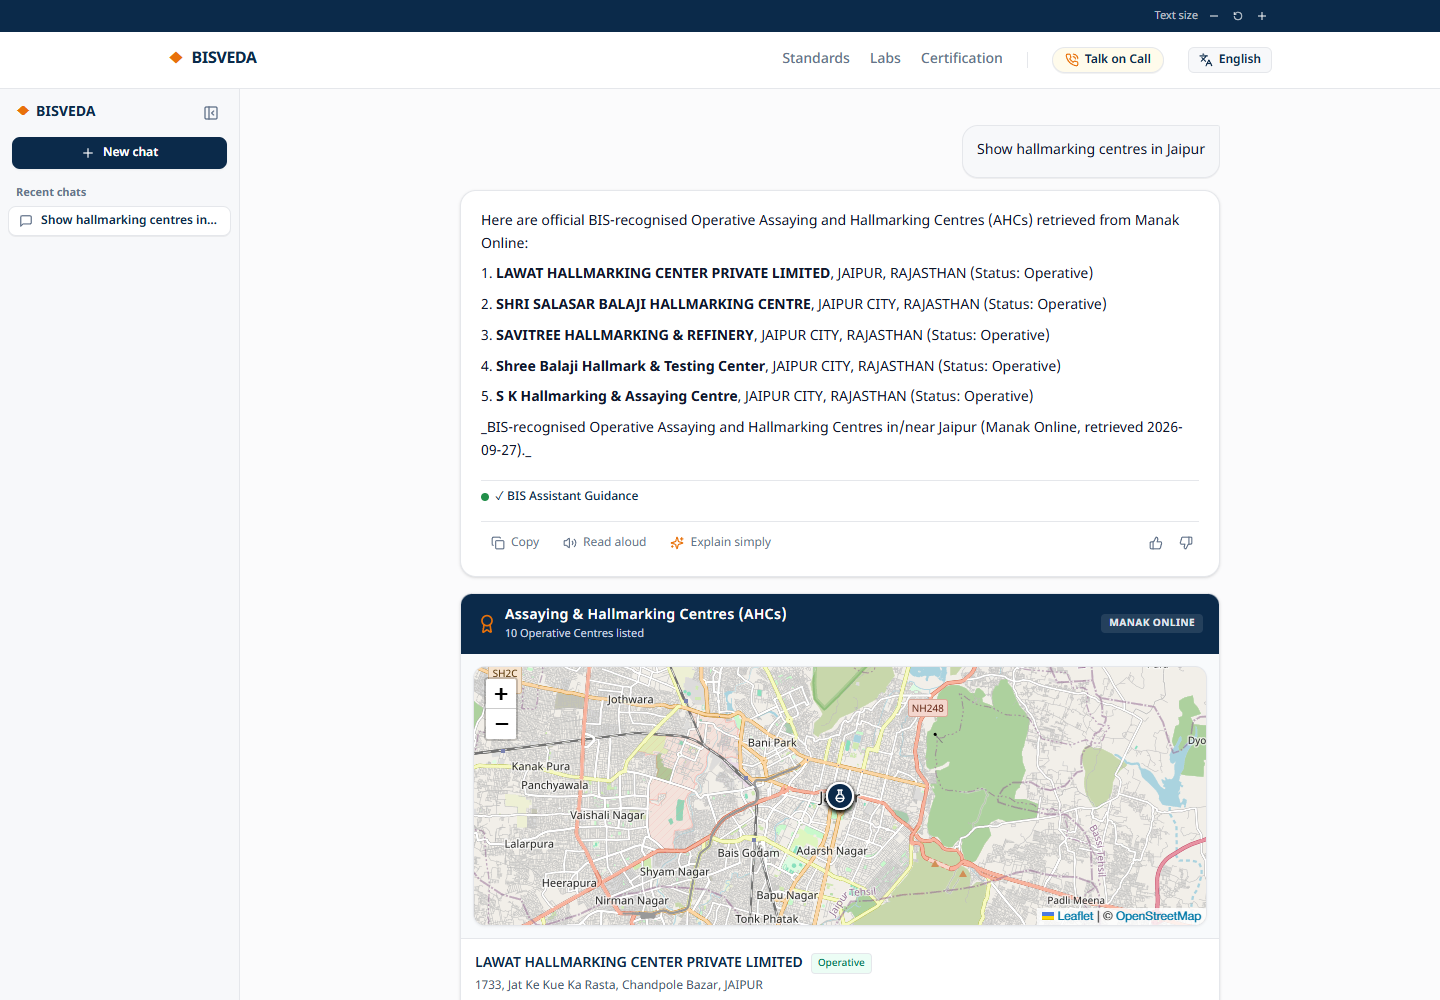 Text size
BISVEDA
Standards
Labs
Certification
Talk on Call
English
BISVEDA
New chat
Recent chats
Show hallmarking centres in...
Show hallmarking centres in Jaipur
Here are official BIS-recognised Operative Assaying and Hallmarking Centres (AHCs) retrieved from Manak
Online:
1. LAWAT HALLMARKING CENTER PRIVATE LIMITED, JAIPUR, RAJASTHAN (Status: Operative)
2. SHRI SALASAR BALAJI HALLMARKING CENTRE, JAIPUR CITY, RAJASTHAN (Status: Operative)
3. SAVITREE HALLMARKING & REFINERY, JAIPUR CITY, RAJASTHAN (Status: Operative)
4. Shree Balaji Hallmark & Testing Center, JAIPUR CITY, RAJASTHAN (Status: Operative)
5. S K Hallmarking & Assaying Centre, JAIPUR CITY, RAJASTHAN (Status: Operative)
_BIS-recognised Operative Assaying and Hallmarking Centres in/near Jaipur (Manak Online, retrieved 2026-
09-27)._
✓ BIS Assistant Guidance
Copy
Read aloud
Explain simply
Assaying & Hallmarking Centres (AHCs)
10 Operative Centres listed
MANAK ONLINE
SH2C
+
−
Jothwara
NH248
Bani Park
Dyo
Kanak Pura
Panchyawala
Vaishali Nagar
Lalarpura
Bais Godam
Adarsh Nagar
Bassi Tehsil
Shyam Nagar
Heerapura
Bapu Nagar
Jaipur Tehsil
Nirman Nagar
Padli Meena
Tonk Phatak
Leaflet | © OpenStreetMap
LAWAT HALLMARKING CENTER PRIVATE LIMITED
Operative
1733, Jat Ke Kue Ka Rasta, Chandpole Bazar, JAIPUR